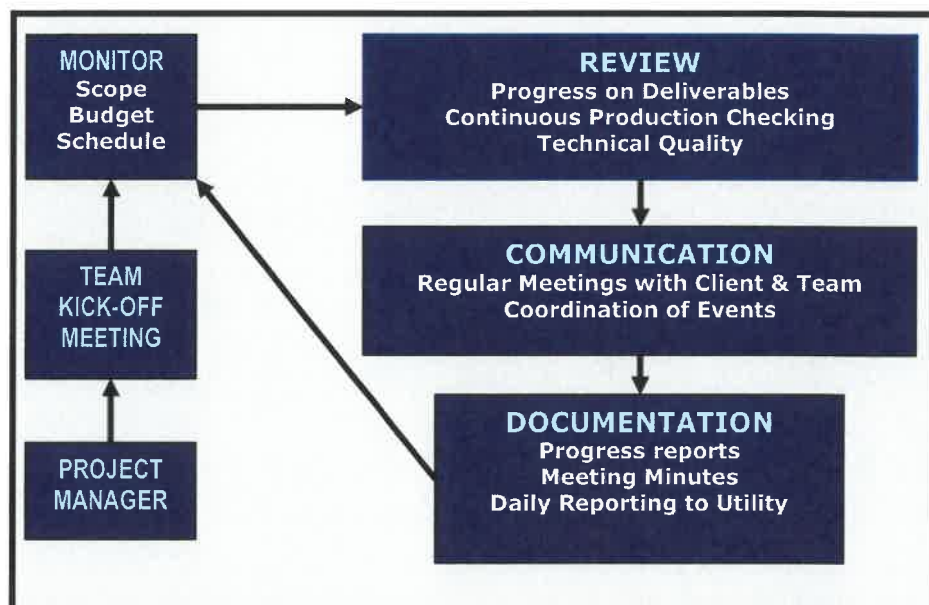 MONITOR
Scope
Budget
Schedule
REVIEW
Progress on Deliverables
Continuous Production Checking
Technical Quality
TEAM
KICK-OFF
MEETING
COMMUNICATION
Regular Meetings with Client & Team
Coordination of Events
PROJECT
MANAGER
DOCUMENTATION
Progress reports
Meeting Minutes
Daily Reporting to Utility